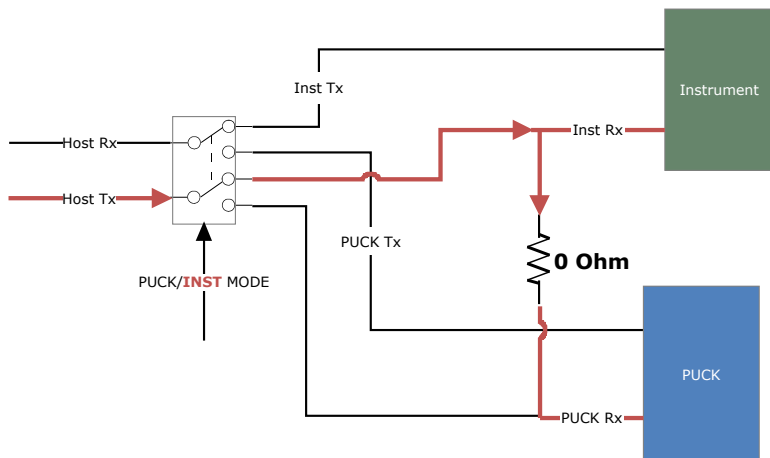 Inst Tx
Instrument
Inst Rx
Host Rx
Host Tx
PUCK Tx
0 Ohm
PUCK/INST MODE
PUCK
PUCK Rx